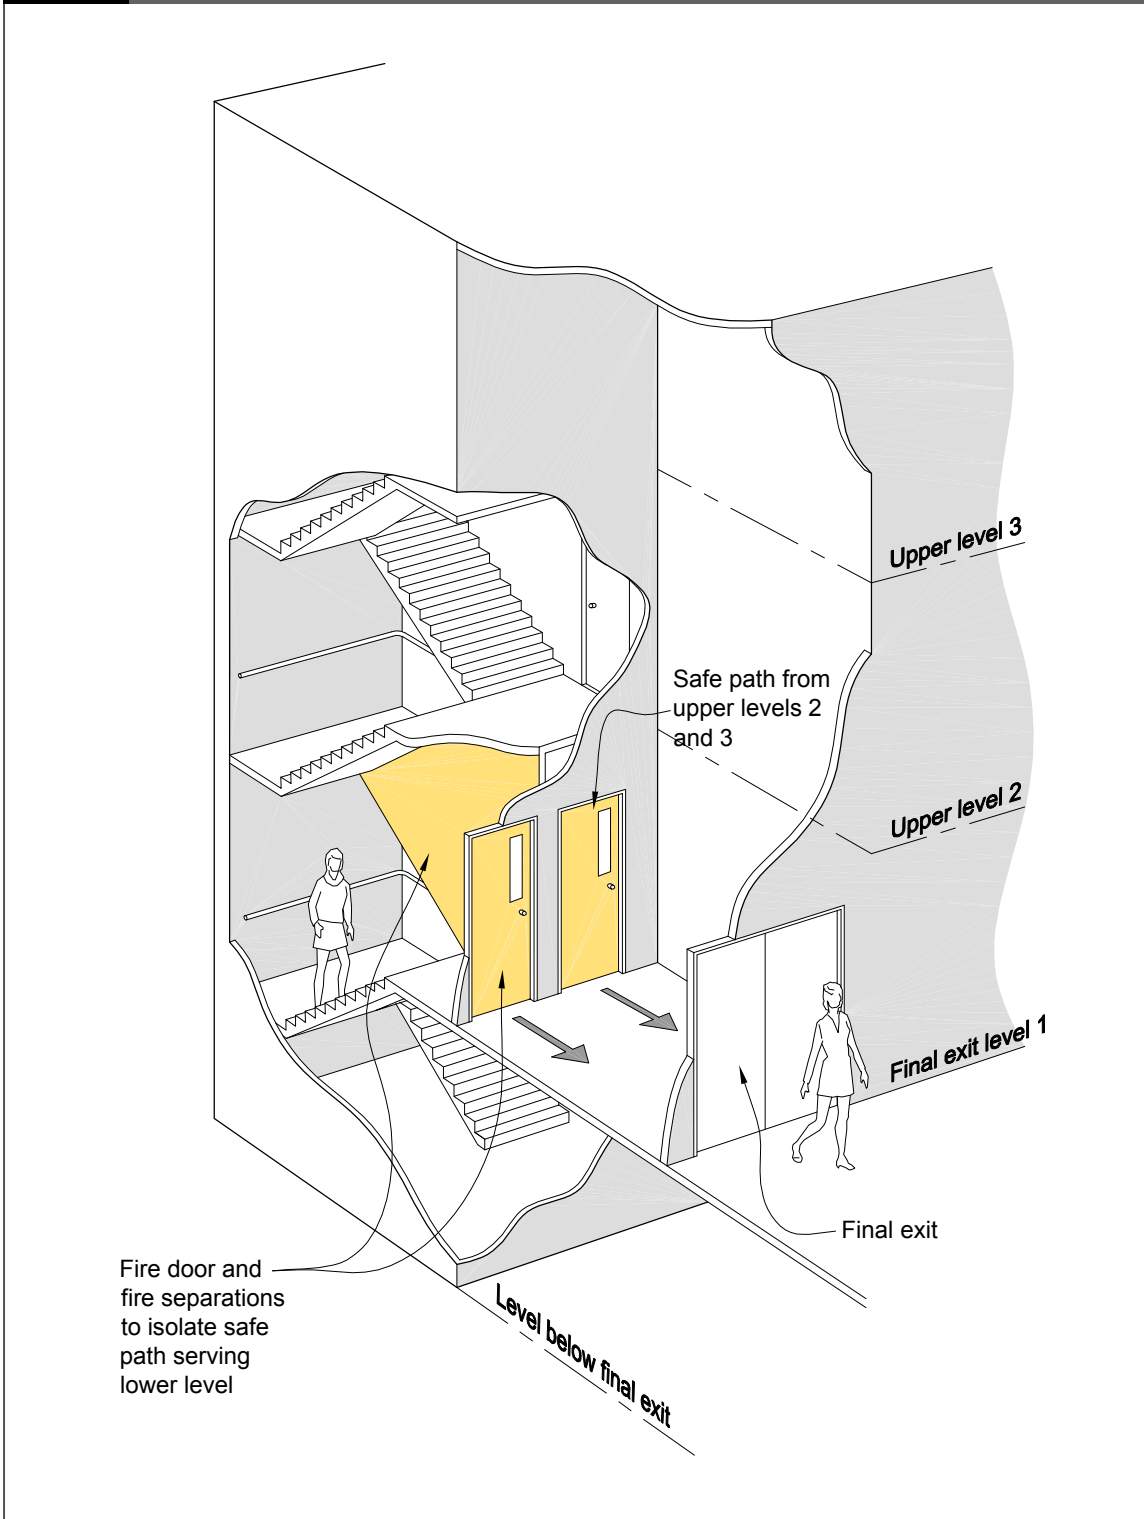 Upper level 3
Safe path from
upper levels 2
and 3
Upper level 2
Final exit level 1
Final exit
Fire door and
fire separations
to isolate safe
path serving
lower level
Level below final exit